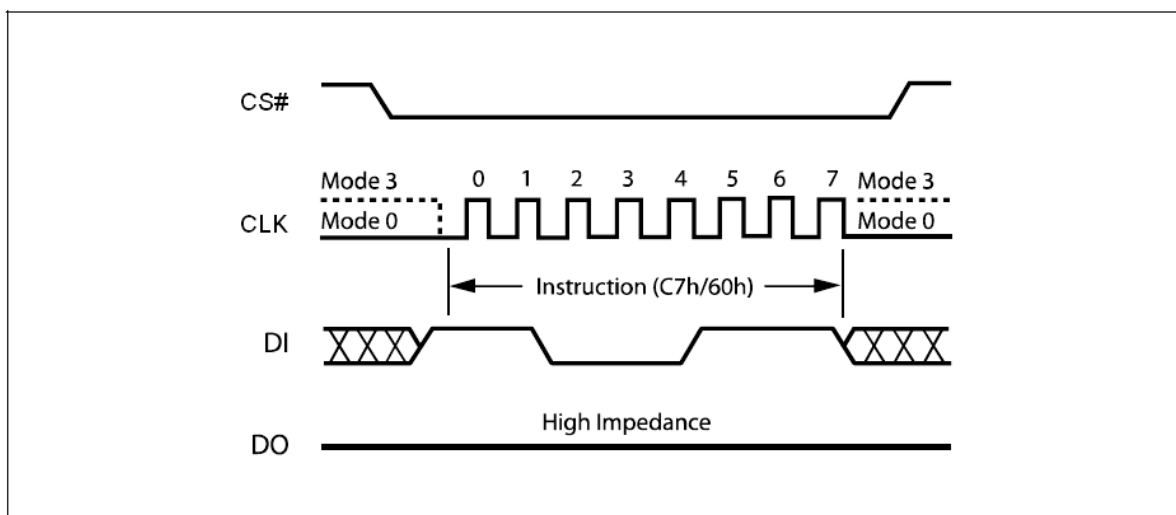 CS#
Mode 3 0 1 2 3 4 5 6 7 Mode 3
CLK Mode 0 Mode 0
Instruction (C7h/60h)
DI
High Impedance
DO